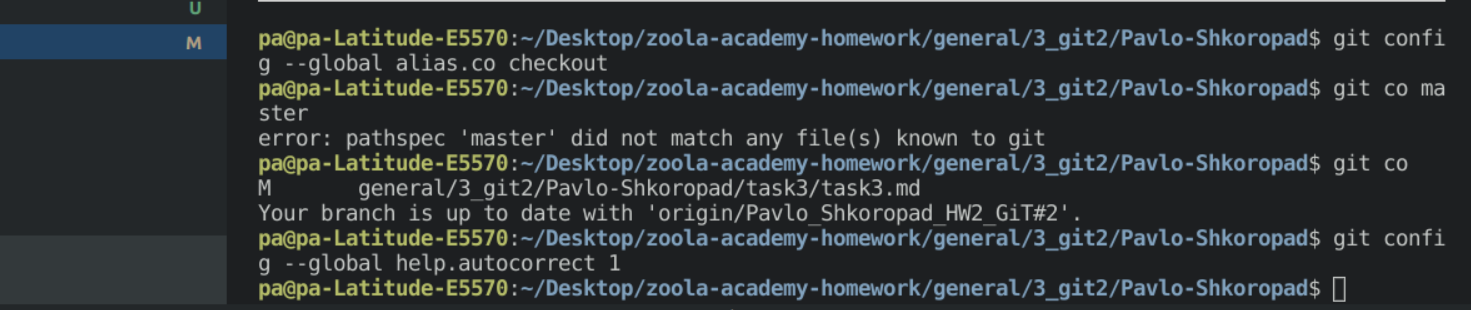 U
pa@pa-Latitude-E5570:~/Desktop/zoola-academy-homework/general/3_git2/Pavlo-Shkoropad$ git confi
M
g --global alias.co checkout
pa@pa-Latitude-E5570:~/Desktop/zoola-academy-homework/general/3_git2/Pavlo-Shkoropad$ git co ma
ster
error: pathspec 'master' did not match any file(s) known to git
pa@pa-Latitude-E5570:~/Desktop/zoola-academy-homework/general/3_git2/Pavlo-Shkoropad$ git co
M       general/3_git2/Pavlo-Shkoropad/task3/task3.md
Your branch is up to date with 'origin/Pavlo_Shkoropad_HW2_GiT#2'.
pa@pa-Latitude-E5570:~/Desktop/zoola-academy-homework/general/3_git2/Pavlo-Shkoropad$ git confi
g --global help.autocorrect 1
pa@pa-Latitude-E5570:~/Desktop/zoola-academy-homework/general/3_git2/Pavlo-Shkoropad$